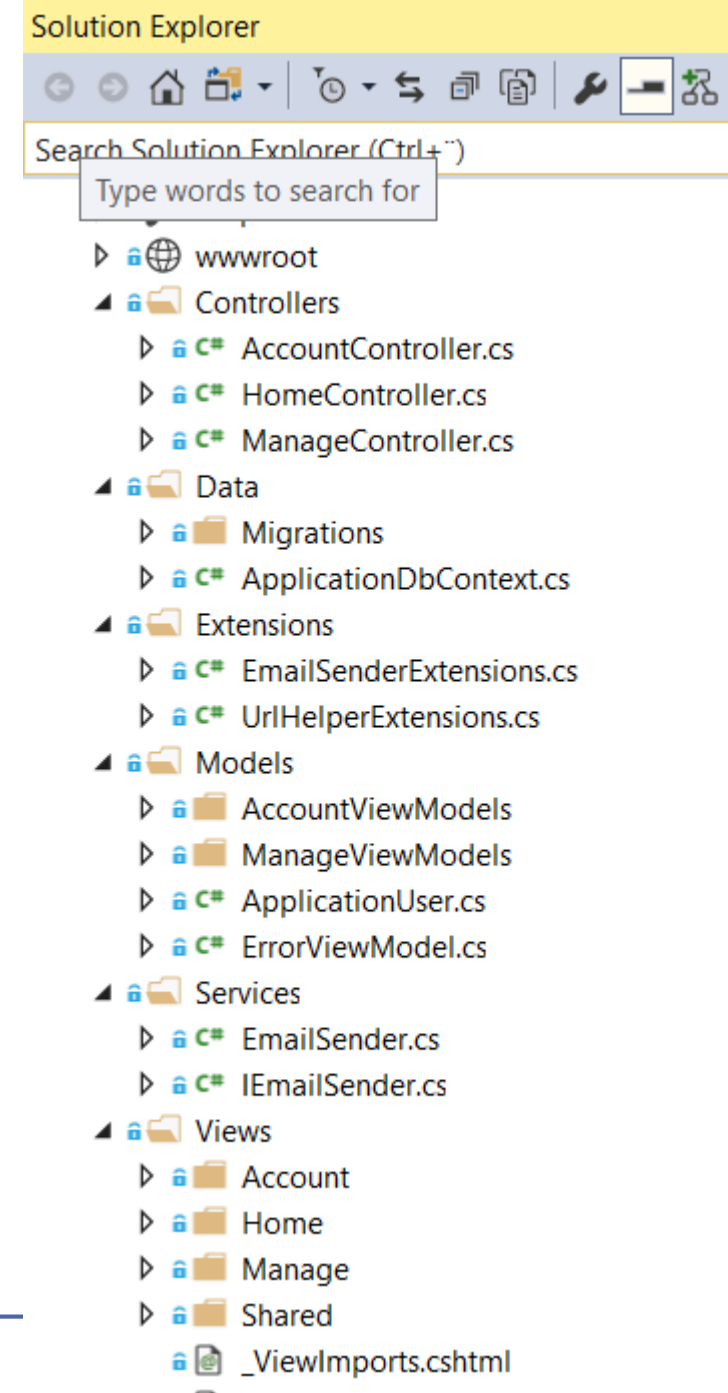 Solution Explorer
Search Solution Explorer (Ctrl+¨)
Type words to search for
wwwroot
Controllers
C# AccountController.cs
C# HomeController.cs
C# ManageController.cs
Data
Migrations
C# ApplicationDbContext.cs
Extensions
C# EmailSenderExtensions.cs
C# UrlHelperExtensions.cs
Models
AccountViewModels
ManageViewModels
C# ApplicationUser.cs
C# ErrorViewModel.cs
Services
C# EmailSender.cs
C# IEmailSender.cs
Views
Account
Home
Manage
Shared
_ViewImports.cshtml